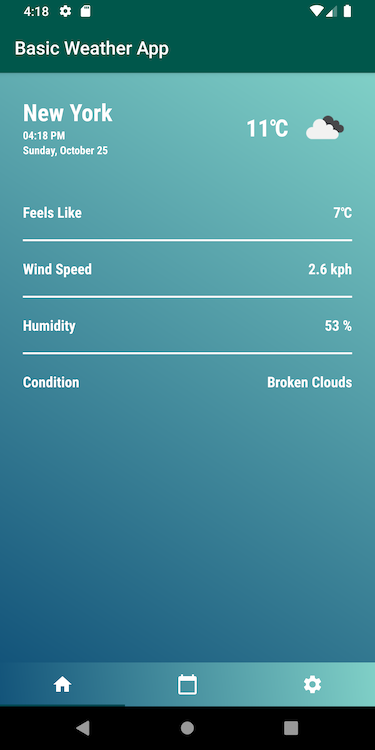 4:18
Basic Weather App
New York
04:18 PM
Sunday, October 25
11℃
Feels Like 7℃
Wind Speed 2.6 kph
Humidity 53 %
Condition Broken Clouds